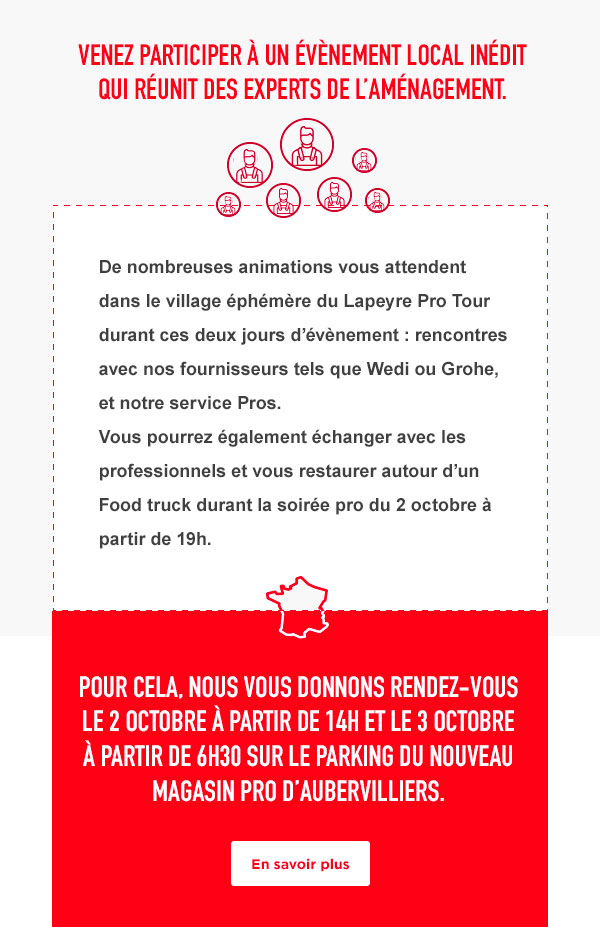 VENEZ PARTICIPER À UN ÉVÈNEMENT LOCAL INÉDIT
QUI RÉUNIT DES EXPERTS DE L'AMÉNAGEMENT.
De nombreuses animations vous attendent
dans le village éphémère du Lapeyre Pro Tour
durant ces deux jours d'évènement : rencontres
avec nos fournisseurs tels que Wedi ou Grohe,
et notre service Pros.
Vous pourrez également échanger avec les
professionnels et vous restaurer autour d'un
Food truck durant la soirée pro du 2 octobre à
partir de 19h.
POUR CELA, NOUS VOUS DONNONS RENDEZ-VOUS
LE 2 OCTOBRE À PARTIR DE 14H ET LE 3 OCTOBRE
À PARTIR DE 6H30 SUR LE PARKING DU NOUVEAU
MAGASIN PRO D'AUBERVILLIERS.
En savoir plus